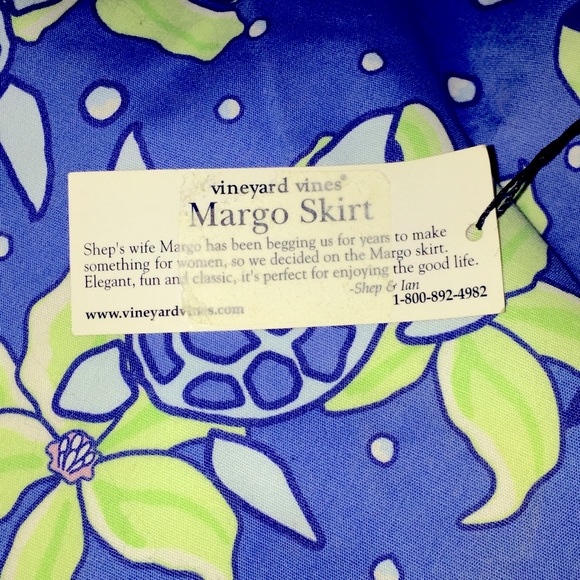 vineyard vines®
Margo Skirt
Shep's wife Margo has been begging us for years to make
something for women, so we decided on the Margo skirt.
Elegant, fun and classic, it's perfect for enjoying the good life.
-Shep & Ian
1-800-892-4982
www.vineyardvines.com